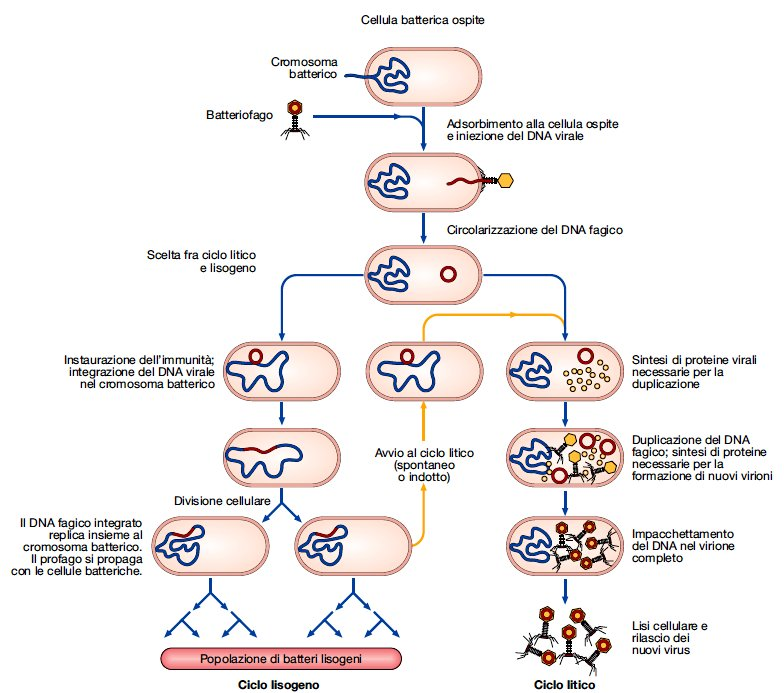 Cellula batterica ospite
Cromosoma
batterico
Batteriofago
Adsorbimento alla cellula ospite
e iniezione del DNA virale
Circolarizzazione del DNA fagico
Scelta fra ciclo litico
e lisogeno
Instaurazione dell'immunità;
integrazione del DNA virale
nel cromosoma batterico
Sintesi di proteine virali
necessarie per la
duplicazione
Avvio al ciclo litico
(spontaneo
o indotto)
Duplicazione del DNA
fagico; sintesi di proteine
necessarie per la
formazione di nuovi virioni
Divisione cellulare
Il DNA fagico integrato
replica insieme al
cromosoma batterico.
Il profago si propaga
con le cellule batteriche.
Impacchettamento
del DNA nel virione
completo
Lisi cellulare e
rilascio dei
nuovi virus
Popolazione di batteri lisogeni
Ciclo lisogeno
Ciclo litico